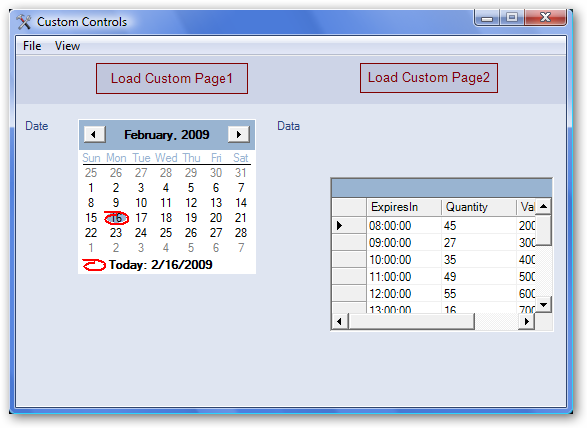 Custom Controls
File View
Load Custom Page1 Load Custom Page2
Date
February, 2009
Sun Mon Tue Wed Thu Fri Sat
25 26 27 28 29 30 31
1 2 3 4 5 6 7
8 9 10 11 12 13 14
15 16 17 18 19 20 21
22 23 24 25 26 27 28
1 2 3 4 5 6 7
Today: 2/16/2009
Data
ExpiresIn Quantity
08:00:00 45 200
09:00:00 27 300
10:00:00 35 400
11:00:00 49 500
12:00:00 55 600
13:00:00 16 700